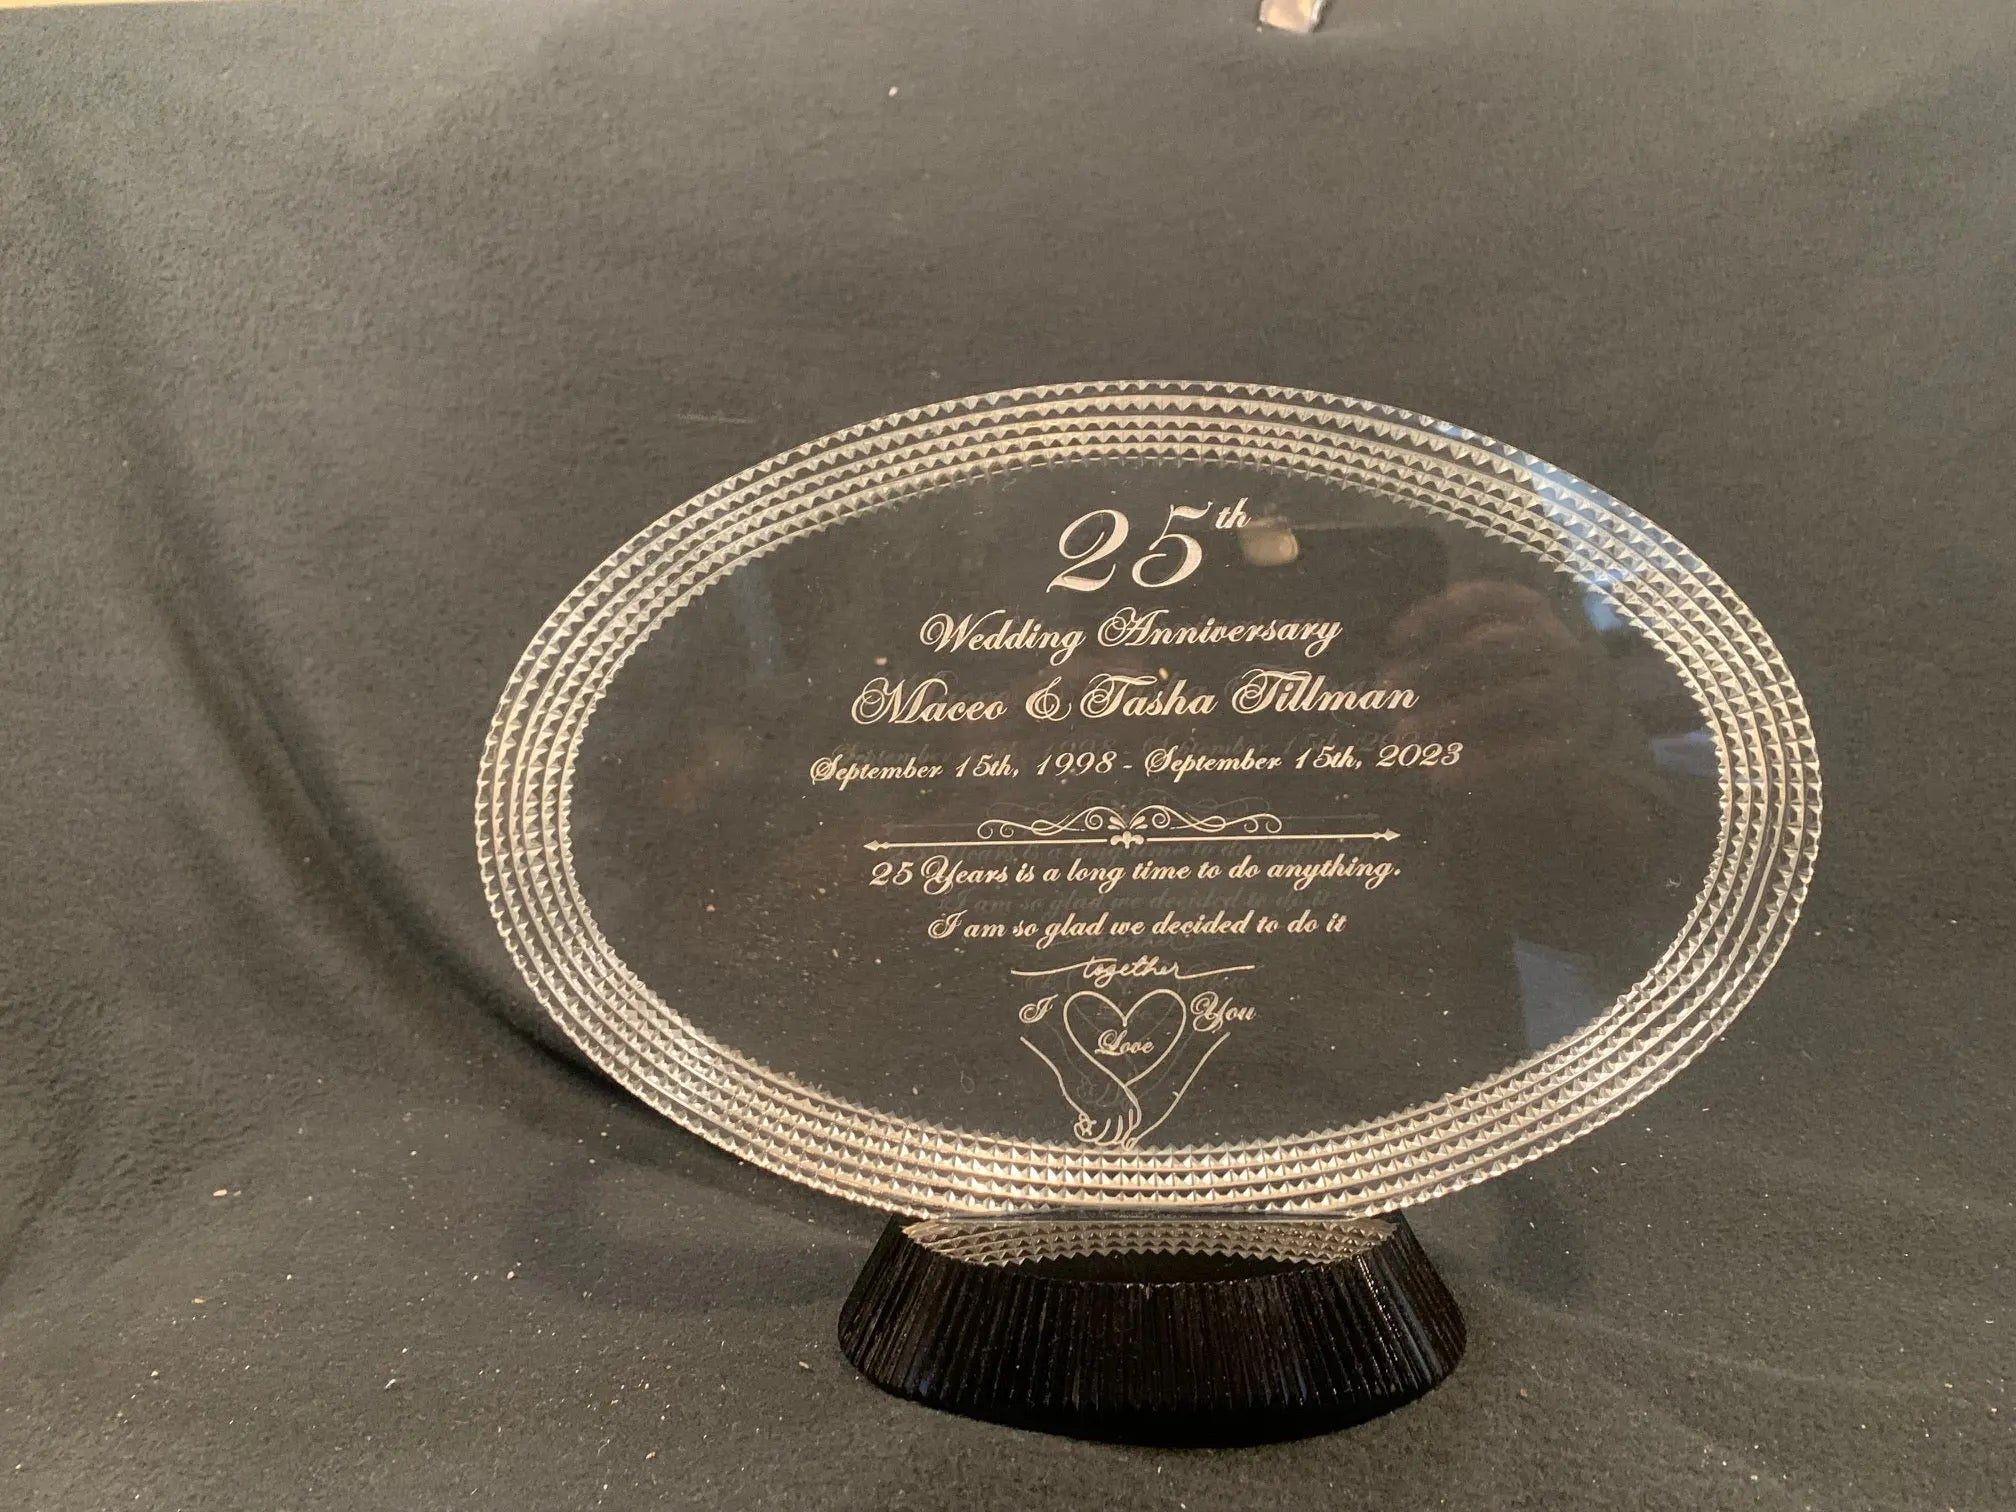 25th
Wedding Anniversary
Maceo & Tasha Tillman
September 15th, 1998 - September 15th, 2023
25 Years is a long time to do anything.
I am so glad we decided to do it
together
I Love You